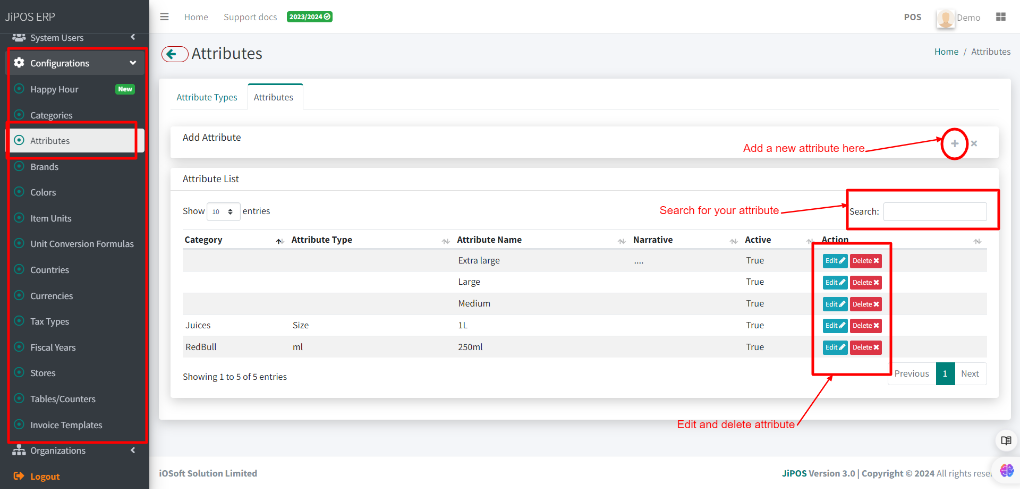 JiPOS ERP
Home Support docs 2023/2024
POS Demo
System Users
Configurations
Happy Hour New
Categories
Attributes
Brands
Colors
Item Units
Unit Conversion Formulas
Countries
Currencies
Tax Types
Fiscal Years
Stores
Tables/Counters
Invoice Templates
Organizations
Logout
Attributes
Home / Attributes
Attribute Types Attributes
Add Attribute
Add a new attribute here
Attribute List
Show 10 entries
Search for your attribute
Search:
Category Attribute Type Attribute Name Narrative Active Action
Extra large .... True Edit Delete
Large True Edit Delete
Medium True Edit Delete
Juices Size 1L True Edit Delete
RedBull ml 250ml True Edit Delete
Showing 1 to 5 of 5 entries
Previous 1 Next
Edit and delete attribute
iOSoft Solution Limited
JiPOS Version 3.0 | Copyright © 2024 All rights